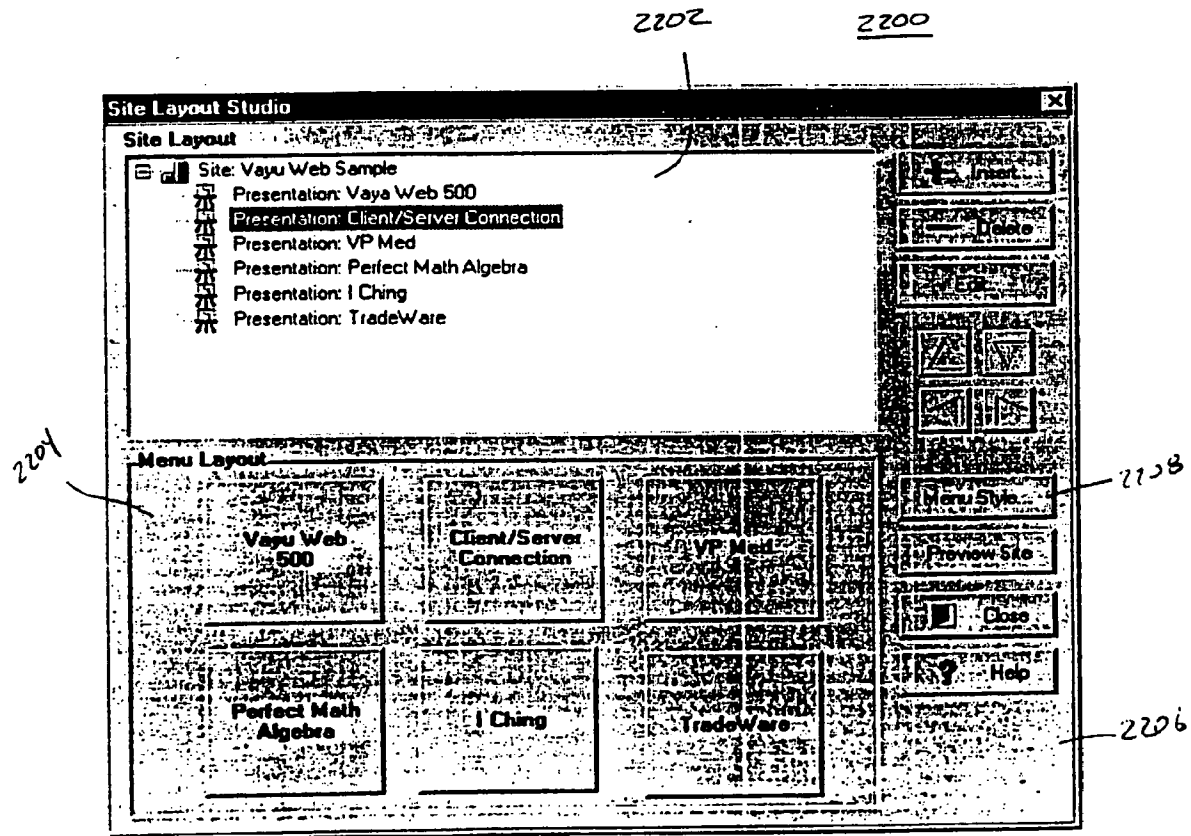 2202
2200
Site Layout Studio
Site Layout
Site: Vayu Web Sample
Presentation: Vaya Web 500
Presentation: Client/Server Connection
Presentation: VP Med
Presentation: Perfect Math Algebra
Presentation: I Ching
Presentation: TradeWare
Insert...
Delete
Edit...
Menu Layout
2204
Vayu Web
500
Client/Server
Connection
VP Med
Perfect Math
Algebra
I Ching
TradeWare
Menu Style...
2208
Preview Site
Close
? Help
2206